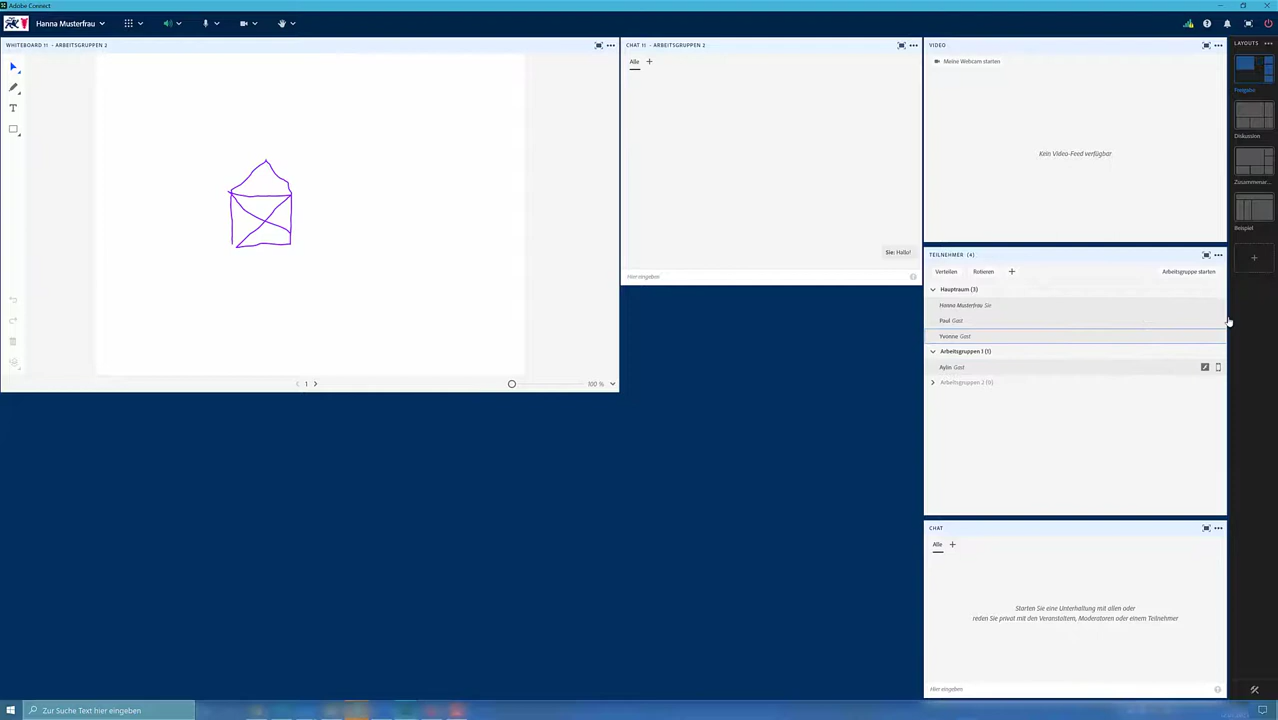 Adobe Connect
Hanna Musterfrau
WHITEBOARD 11 - ARBEITSGRUPPEN 2
CHAT 11 - ARBEITSGRUPPEN 2
Alle
Sie: Hallo!
Hier eingeben
1
100 %
VIDEO
Meine Webcam starten
Kein Video-Feed verfügbar
TEILNEHMER (4)
Verteilen
Rotieren
Arbeitsgruppe starten
Hauptraum (3)
Hanna Musterfrau Sie
Paul Gast
Yvonne Gast
Arbeitsgruppen 1 (1)
Aylin Gast
Arbeitsgruppen 2 (0)
CHAT
Alle
Starten Sie eine Unterhaltung mit allen oder
reden Sie privat mit den Veranstaltern, Moderatoren oder einem Teilnehmer
Hier eingeben
LAYOUTS
Freigabe
Diskussion
Zusammenar...
Beispiel
Zur Suche Text hier eingeben